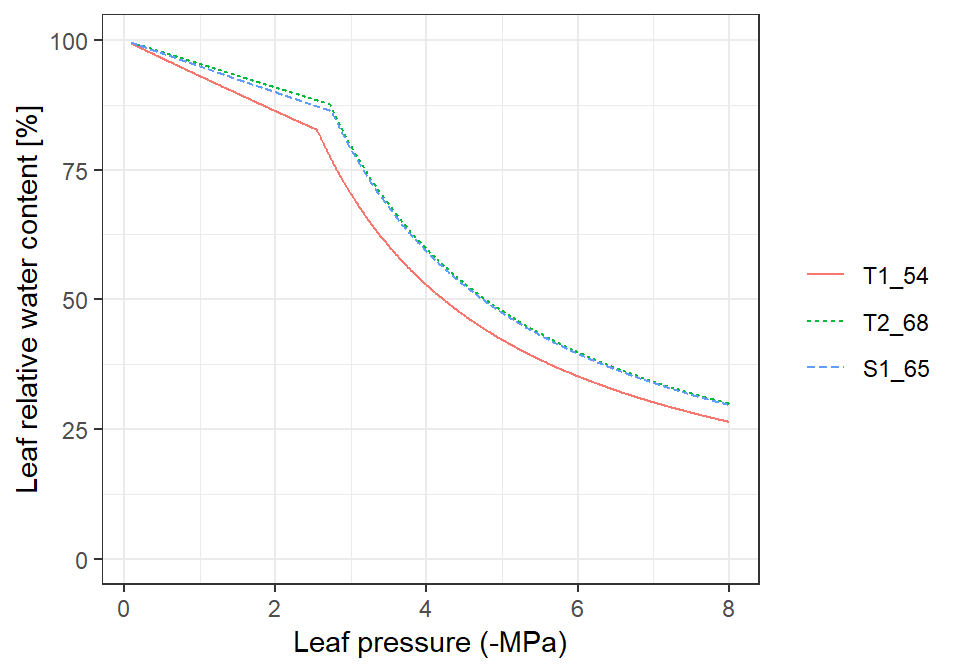 Leaf relative water content [%]
100
75
50
25
0
0 2 4 6 8
Leaf pressure (-MPa)
T1_54
T2_68
S1_65